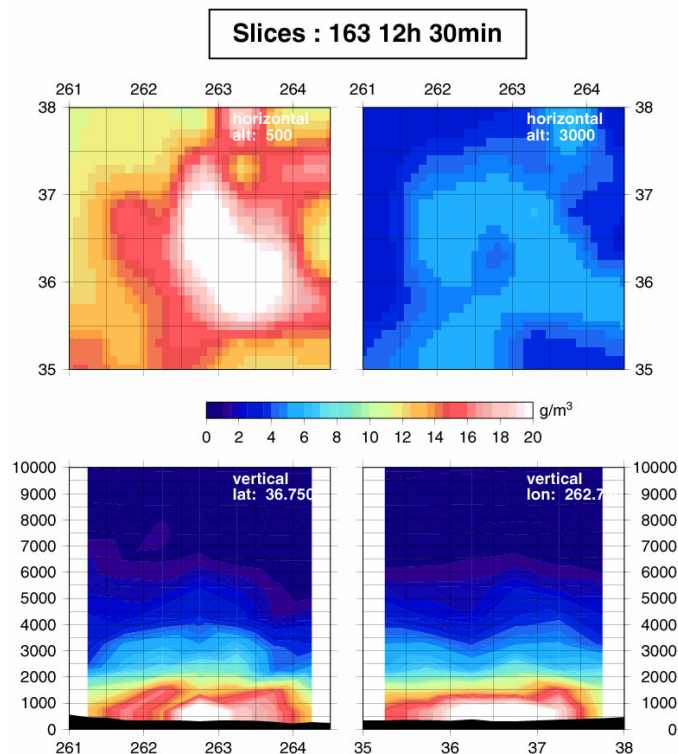 Slices : 163 12h 30min
261 262 263 264 261 262 263 264
38 horizontal alt: 500 horizontal alt: 3000 38
37 37
36 36
35 35
g/m³
0 2 4 6 8 10 12 14 16 18 20
10000 vertical 10000
9000 lat: 36.750 vertical lon: 262.7 9000
8000 8000
7000 7000
6000 6000
5000 5000
4000 4000
3000 3000
2000 2000
1000 1000
0 0
261 262 263 264 35 36 37 38